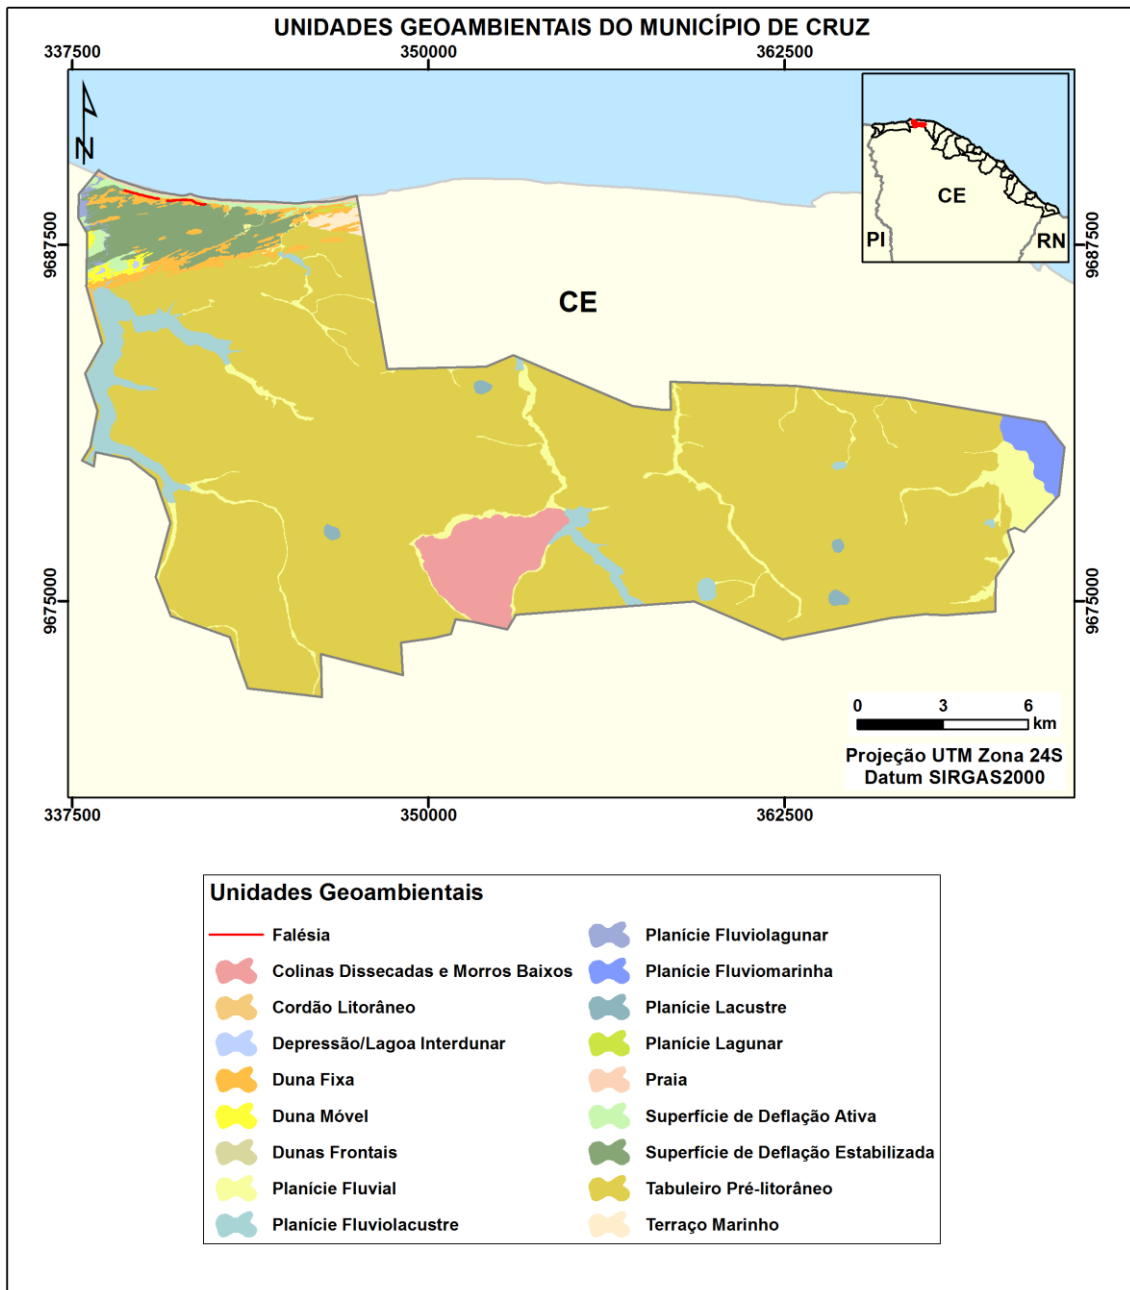 UNIDADES GEOAMBIENTAIS DO MUNICÍPIO DE CRUZ
337500
350000
362500
N
CE
PI
RN
9687500
9687500
CE
9675000
9675000
0 3 6
km
Projeção UTM Zona 24S
Datum SIRGAS2000
337500
350000
362500
Unidades Geoambientais
Falésia
Colinas Dissecadas e Morros Baixos
Cordão Litorâneo
Depressão/Lagoa Interdunar
Duna Fixa
Duna Móvel
Dunas Frontais
Planície Fluvial
Planície Fluviolacustre
Planície Fluviolagunar
Planície Fluviomarinha
Planície Lacustre
Planície Lagunar
Praia
Superfície de Deflação Ativa
Superfície de Deflação Estabilizada
Tabuleiro Pré-litorâneo
Terraço Marinho